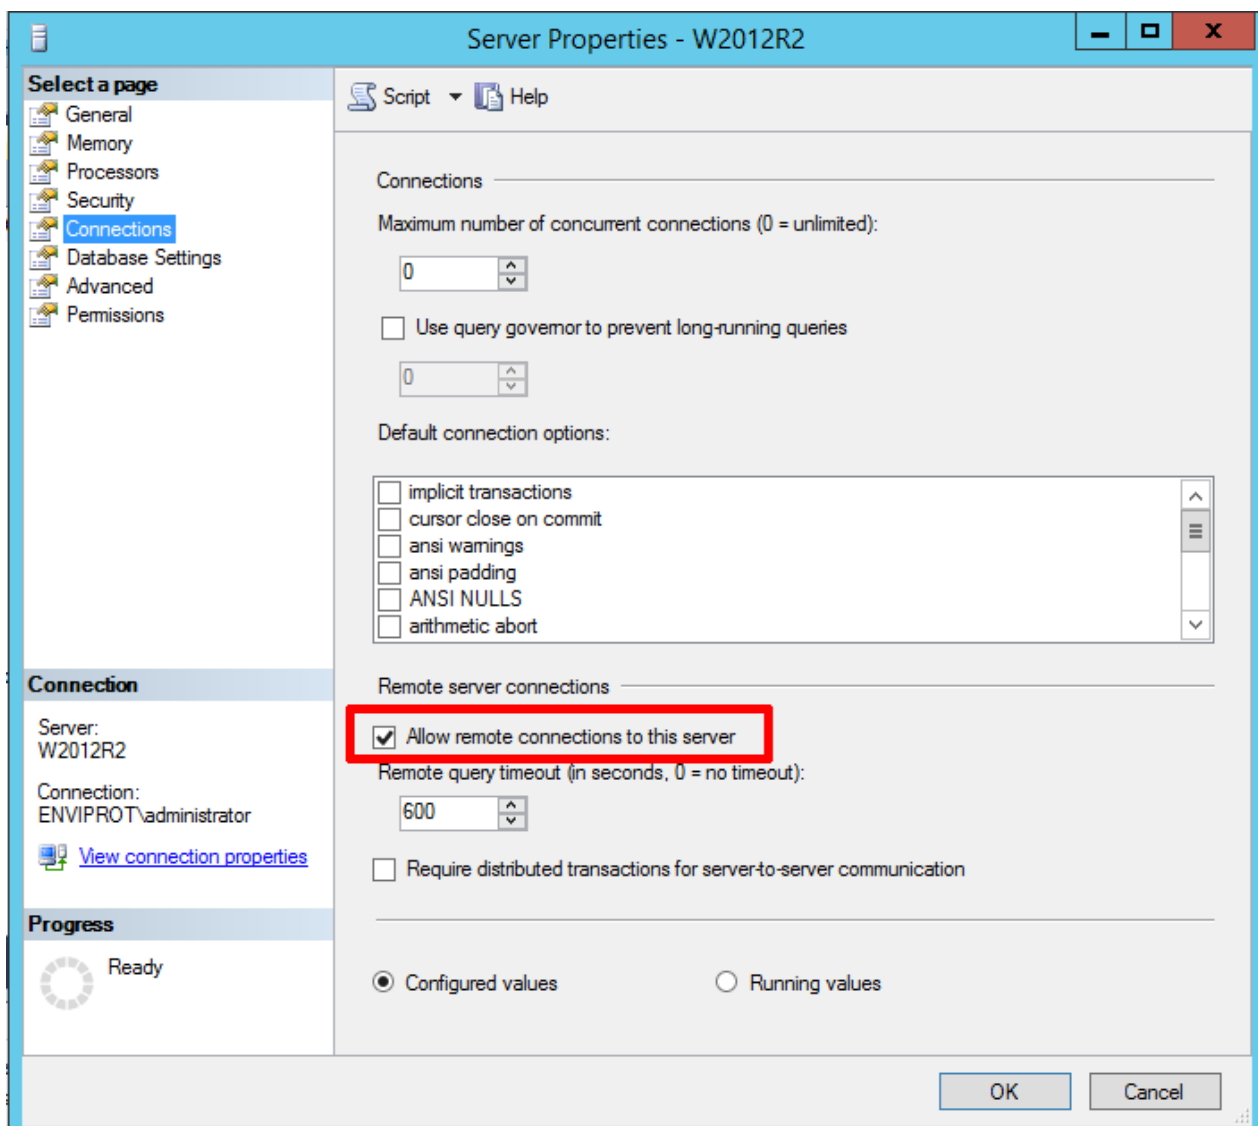 Server Properties - W2012R2
Select a page
General
Memory
Processors
Security
Connections
Database Settings
Advanced
Permissions
Connection
Server:
W2012R2
Connection:
ENVIPROT\administrator
View connection properties
Progress
Ready
Script
Help
Connections
Maximum number of concurrent connections (0 = unlimited):
0
Use query governor to prevent long-running queries
0
Default connection options:
implicit transactions
cursor close on commit
ansi warnings
ansi padding
ANSI NULLS
arithmetic abort
Remote server connections
Allow remote connections to this server
Remote query timeout (in seconds, 0 = no timeout):
600
Require distributed transactions for server-to-server communication
Configured values
Running values
OK
Cancel